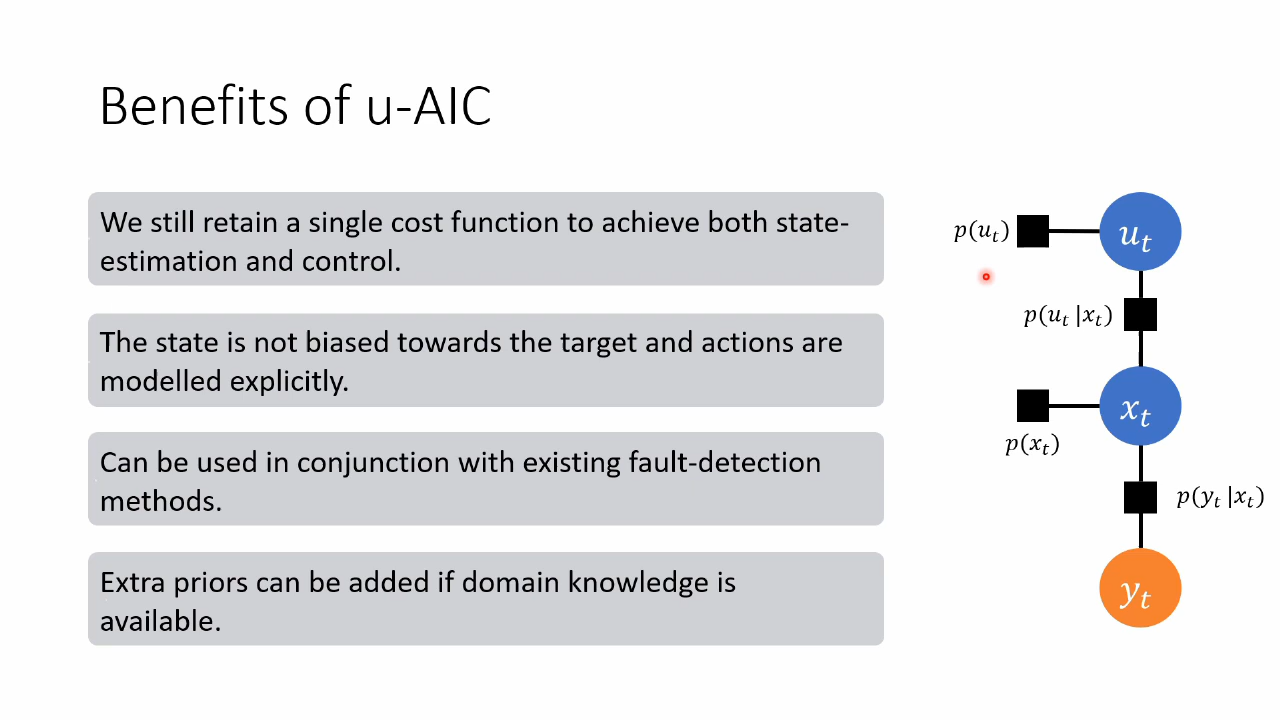 Benefits of u-AIC
We still retain a single cost function to achieve both state-
estimation and control.
The state is not biased towards the target and actions are
modelled explicitly.
Can be used in conjunction with existing fault-detection
methods.
Extra priors can be added if domain knowledge is
available.
p(u_t)
u_t
p(u_t |x_t)
x_t
p(x_t)
p(y_t |x_t)
y_t